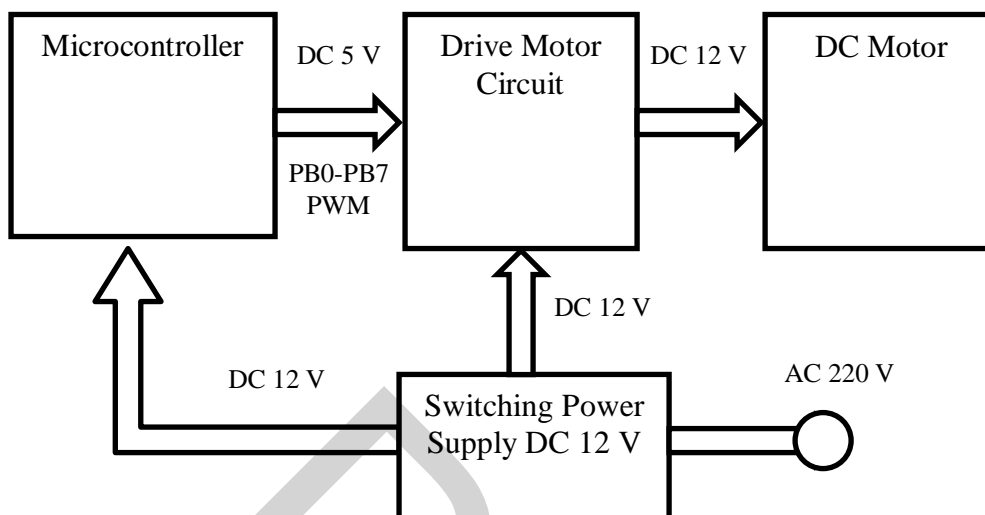 Microcontroller
DC 5 V
PB0-PB7
PWM
Drive Motor
Circuit
DC 12 V
DC Motor
DC 12 V
DC 12 V
Switching Power
Supply DC 12 V
AC 220 V